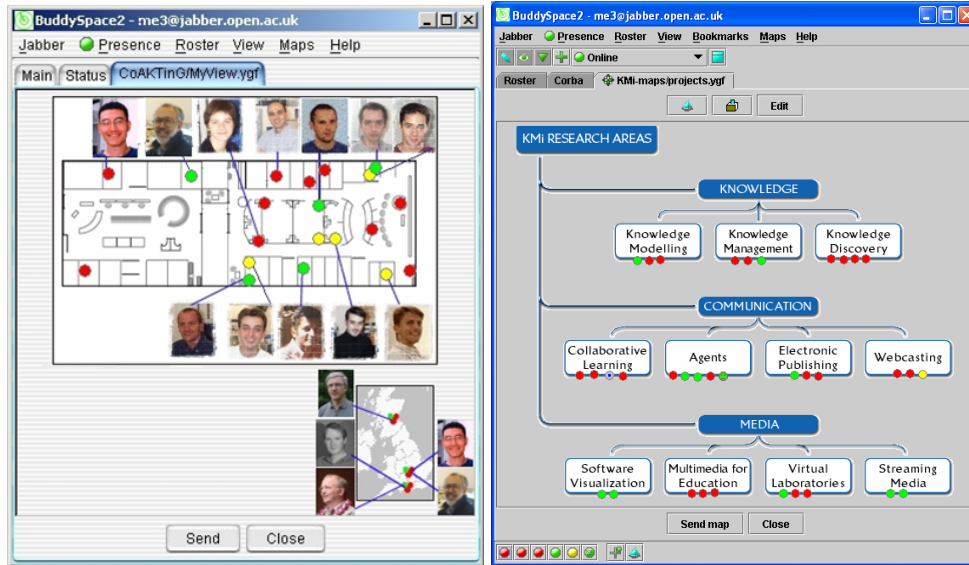 BuddySpace2 - me3@jabber.open.ac.uk
Jabber Presence Roster View Maps Help
Main Status CoAKTinG/MyView.ygf
Send Close
BuddySpace2 - me3@jabber.open.ac.uk
Jabber Presence Roster View Bookmarks Maps Help
Online
Roster Corba KMi-maps/projects.ygf
Edit
KMi RESEARCH AREAS
KNOWLEDGE
Knowledge Modelling
Knowledge Management
Knowledge Discovery
COMMUNICATION
Collaborative Learning
Agents
Electronic Publishing
Webcasting
MEDIA
Software Visualization
Multimedia for Education
Virtual Laboratories
Streaming Media
Send map Close